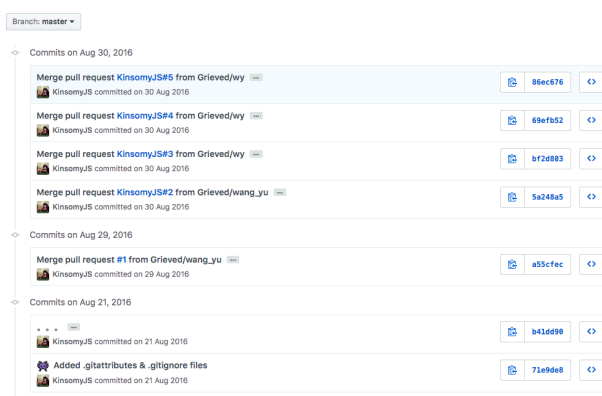 Branch: master
Commits on Aug 30, 2016
Merge pull request KinsomyJS#5 from Grieved/wy ...
KinsomyJS committed on 30 Aug 2016
86ec676
Merge pull request KinsomyJS#4 from Grieved/wy ...
KinsomyJS committed on 30 Aug 2016
69efb52
Merge pull request KinsomyJS#3 from Grieved/wy ...
KinsomyJS committed on 30 Aug 2016
bf2d803
Merge pull request KinsomyJS#2 from Grieved/wang_yu ...
KinsomyJS committed on 30 Aug 2016
5a248a5
Commits on Aug 29, 2016
Merge pull request #1 from Grieved/wang_yu ...
KinsomyJS committed on 29 Aug 2016
a55cfec
Commits on Aug 21, 2016
. . . ...
KinsomyJS committed on 21 Aug 2016
b41dd90
Added .gitattributes & .gitignore files
KinsomyJS committed on 21 Aug 2016
71e9de8